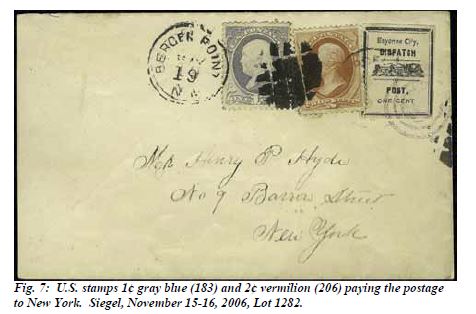 BERGEN POINT
19
N.J.
Bayonne City,
DISPATCH
POST.
ONE CENT
Mr Henry P Hyde
No 9 Barrow Street
New York
Fig. 7: U.S. stamps 1c gray blue (183) and 2c vermilion (206) paying the postage
to New York. Siegel, November 15-16, 2006, Lot 1282.